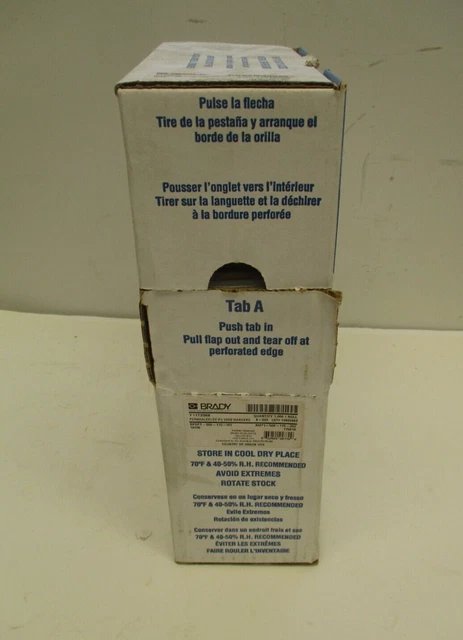 Pulse la flecha
Tire de la pestaña y arranque el
borde de la orilla
Pousser l'onglet vers l'intérieur
Tirer sur la languette et la déchirer
à la bordure perforée
Tab A
Push tab in
Pull flap out and tear off at
perforated edge
BRADY
STORE IN COOL DRY PLACE
70°F & 40-50% R.H. RECOMMENDED
AVOID EXTREMES
ROTATE STOCK
Conservese en un lugar seco y fresco
70°F & 40-50% R.H. RECOMMENDED
Evite Extremos
Rotación de existencias
Conserver dans un endroit frais et sec
70°F & 40-50% R.H. RECOMMENDED
ÉVITER LES EXTRÊMES
FAIRE ROULER L'INVENTAIRE